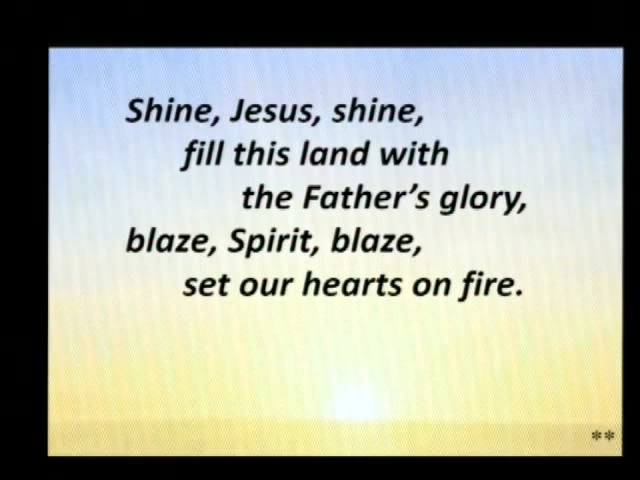 Shine, Jesus, shine,
fill this land with
the Father's glory,
blaze, Spirit, blaze,
set our hearts on fire.
**